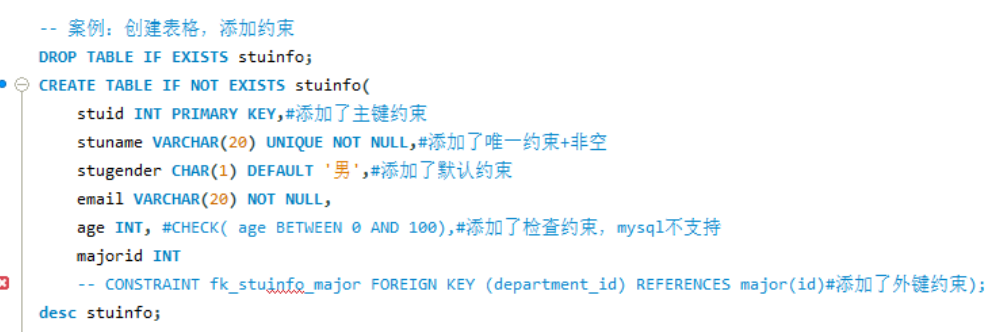 -- 案例：创建表格，添加约束
DROP TABLE IF EXISTS stuinfo;
CREATE TABLE IF NOT EXISTS stuinfo(
stuid INT PRIMARY KEY,#添加了主键约束
stuname VARCHAR(20) UNIQUE NOT NULL,#添加了唯一约束+非空
stugender CHAR(1) DEFAULT '男',#添加了默认约束
email VARCHAR(20) NOT NULL,
age INT, #CHECK( age BETWEEN 0 AND 100),#添加了检查约束，mysql不支持
majorid INT
-- CONSTRAINT fk_stuinfo_major FOREIGN KEY (department_id) REFERENCES major(id)#添加了外键约束);
desc stuinfo;